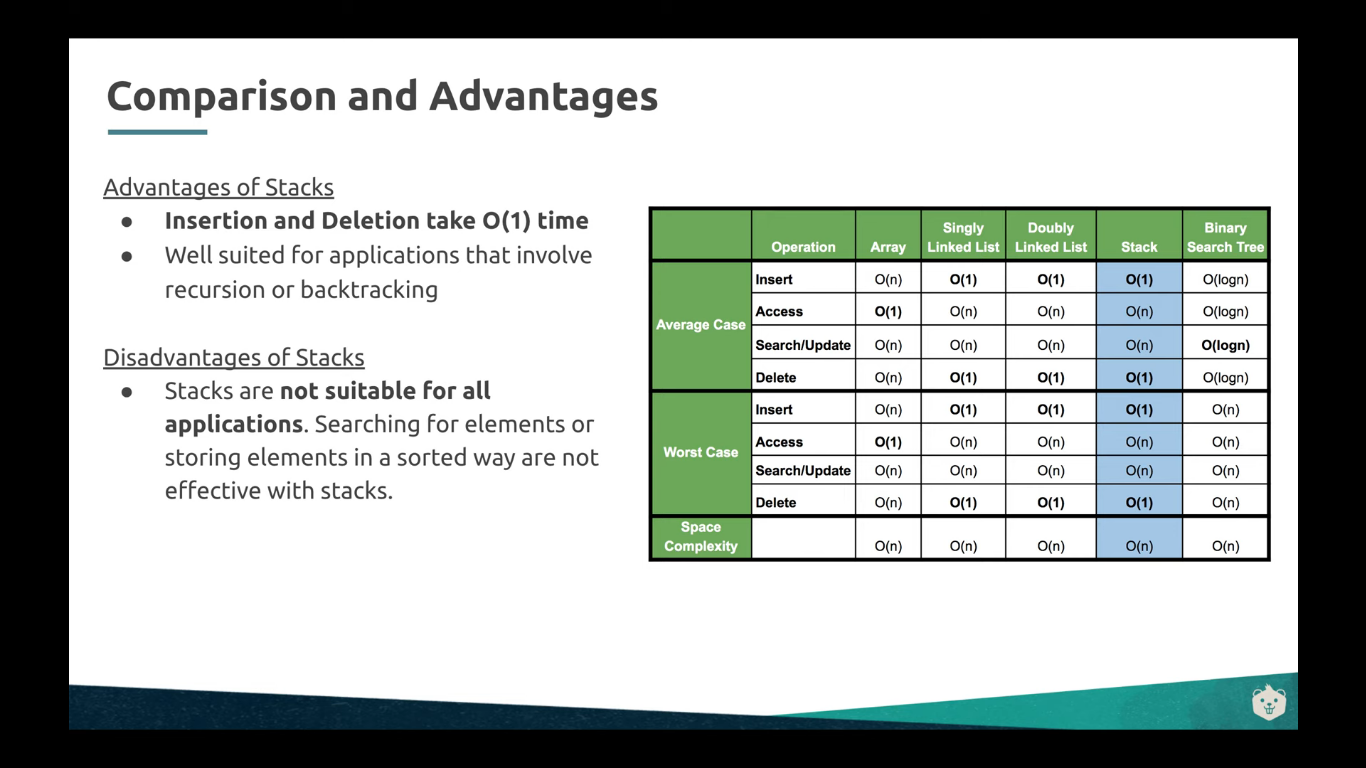 Comparison and Advantages
Advantages of Stacks
● Insertion and Deletion take O(1) time
● Well suited for applications that involve
recursion or backtracking
Disadvantages of Stacks
● Stacks are not suitable for all
applications. Searching for elements or
storing elements in a sorted way are not
effective with stacks.
Operation Array Singly Linked List Doubly Linked List Stack Binary Search Tree
Average Case
Insert O(n) O(1) O(1) O(1) O(logn)
Access O(1) O(n) O(n) O(n) O(logn)
Search/Update O(n) O(n) O(n) O(n) O(logn)
Delete O(n) O(1) O(1) O(1) O(logn)
Worst Case
Insert O(n) O(1) O(1) O(1) O(n)
Access O(1) O(n) O(n) O(n) O(n)
Search/Update O(n) O(n) O(n) O(n) O(n)
Delete O(n) O(1) O(1) O(1) O(n)
Space Complexity O(n) O(n) O(n) O(n) O(n)